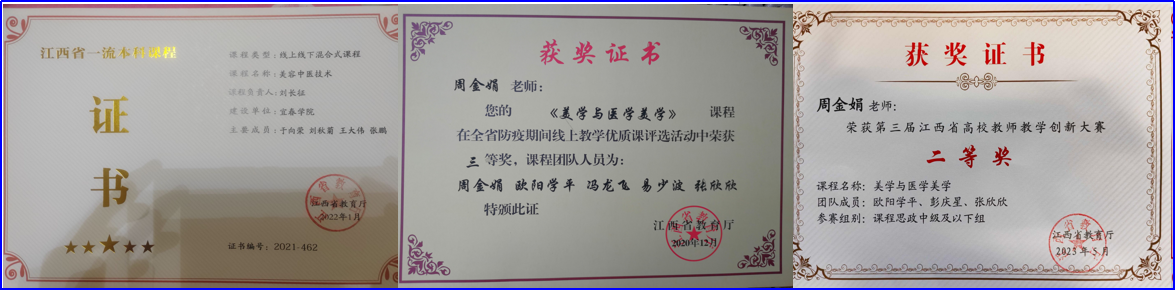 江西省一流本科课程
证
书
课程类型：线上线下混合式课程
课程名称：美容中医技术
课程负责人：刘长征
建设单位：宜春学院
主要成员：于向荣 刘秋菊 王大伟 张鹏
江西省教育厅
2022年1月
证书编号：2021-462
获奖证书
周金娟 老师：
您的 《美学与医学美学》 课程
在全省防疫期间线上教学优质课评选活动中荣获
三 等奖，课程团队人员为：
周金娟 欧阳学平 冯龙飞 易少波 张欣欣
特颁此证
江西省教育厅
2020年12月
获奖证书
周金娟 老师：
荣获第三届江西省高校教师教学创新大赛
二等奖
课程名称：美学与医学美学
团队成员：欧阳学平、彭庆星、张欣欣
参赛组别：课程思政中级及以下组
江西省教育厅
2023年5月